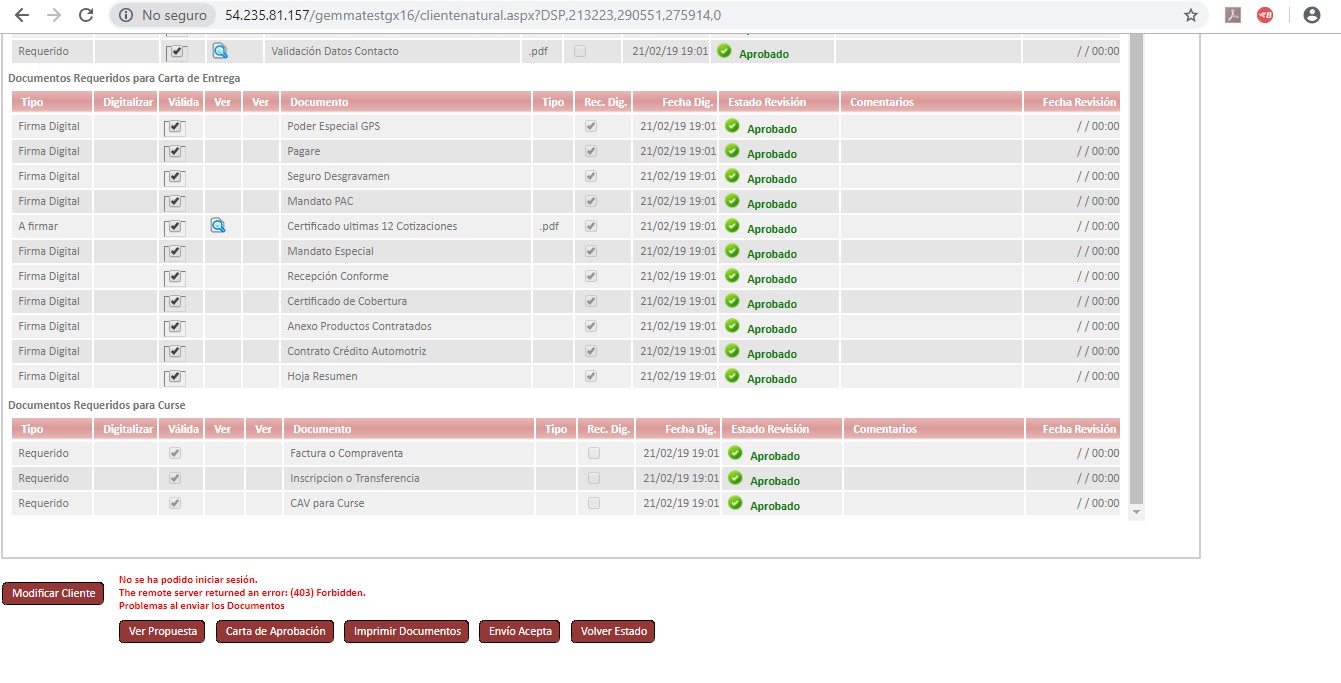 No seguro 54.235.81.157/gemmatestgx16/clientenatural.aspx?DSP,213223,290551,275914,0
Requerido Validación Datos Contacto .pdf 21/02/19 19:01 Aprobado / / 00:00
Documentos Requeridos para Carta de Entrega
Tipo Digitalizar Válida Ver Ver Documento Tipo Rec. Dig. Fecha Dig. Estado Revisión Comentarios Fecha Revisión
Firma Digital Poder Especial GPS 21/02/19 19:01 Aprobado / / 00:00
Firma Digital Pagare 21/02/19 19:01 Aprobado / / 00:00
Firma Digital Seguro Desgravamen 21/02/19 19:01 Aprobado / / 00:00
Firma Digital Mandato PAC 21/02/19 19:01 Aprobado / / 00:00
A firmar Certificado ultimas 12 Cotizaciones .pdf 21/02/19 19:01 Aprobado / / 00:00
Firma Digital Mandato Especial 21/02/19 19:01 Aprobado / / 00:00
Firma Digital Recepción Conforme 21/02/19 19:01 Aprobado / / 00:00
Firma Digital Certificado de Cobertura 21/02/19 19:01 Aprobado / / 00:00
Firma Digital Anexo Productos Contratados 21/02/19 19:01 Aprobado / / 00:00
Firma Digital Contrato Crédito Automotriz 21/02/19 19:01 Aprobado / / 00:00
Firma Digital Hoja Resumen 21/02/19 19:01 Aprobado / / 00:00
Documentos Requeridos para Curse
Tipo Digitalizar Válida Ver Ver Documento Tipo Rec. Dig. Fecha Dig. Estado Revisión Comentarios Fecha Revisión
Requerido Factura o Compraventa 21/02/19 19:01 Aprobado / / 00:00
Requerido Inscripcion o Transferencia 21/02/19 19:01 Aprobado / / 00:00
Requerido CAV para Curse 21/02/19 19:01 Aprobado / / 00:00
No se ha podido iniciar sesión.
Modificar Cliente The remote server returned an error: (403) Forbidden.
Problemas al enviar los Documentos
Ver Propuesta Carta de Aprobación Imprimir Documentos Envío Acepta Volver Estado